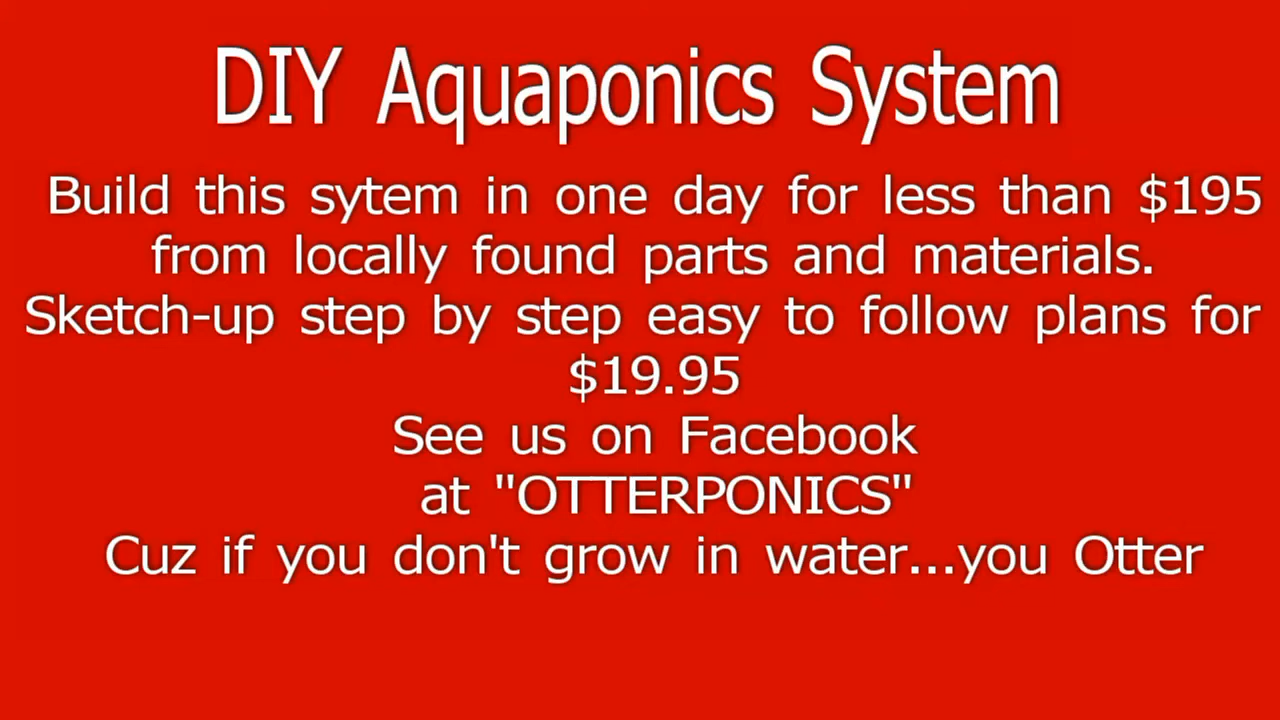 DIY Aquaponics System
Build this sytem in one day for less than $195
from locally found parts and materials.
Sketch-up step by step easy to follow plans for
$19.95
See us on Facebook
at "OTTERPONICS"
Cuz if you don't grow in water...you Otter